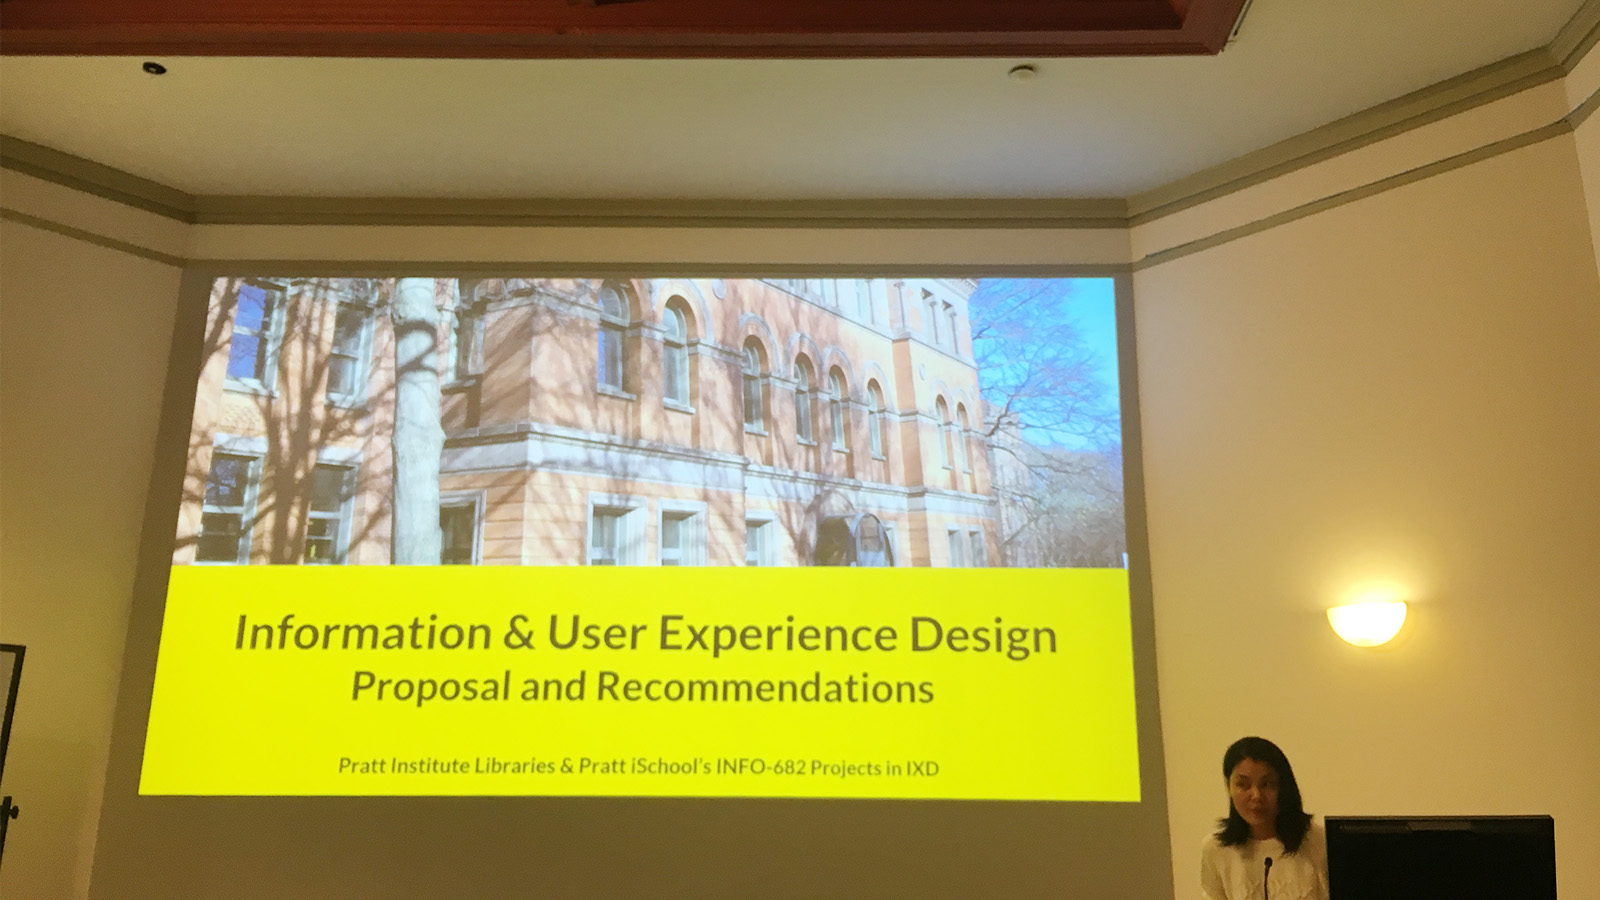 Information & User Experience Design
Proposal and Recommendations
Pratt Institute Libraries & Pratt iSchool's INFO-682 Projects in IXD